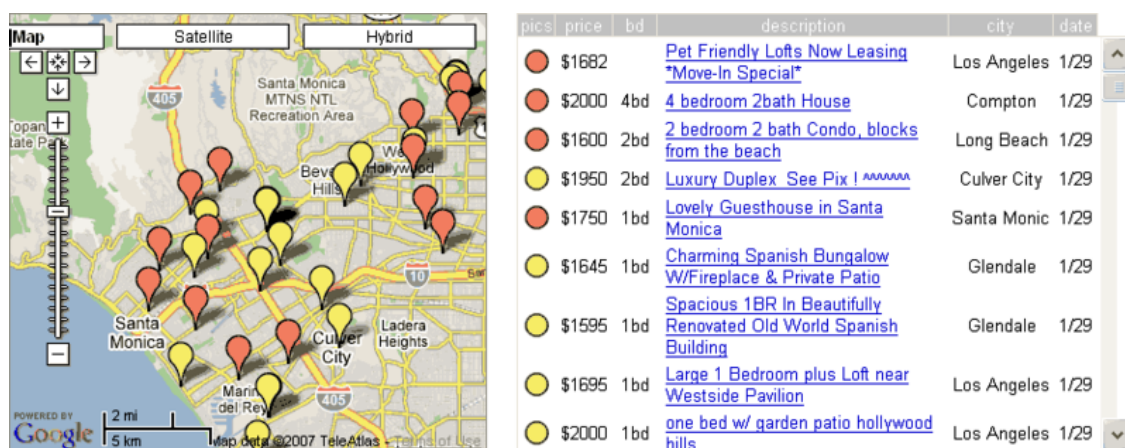 Map
Satellite
Hybrid
405
Santa Monica
MTNS NTL
Recreation Area
Hollywood
Hills
10
Santa
Monica
Culver
City
Ladera
Heights
del Rey
405
POWERED BY
Google
2 mi
5 km
Map data ©2007 TeleAtlas - Terms of Use
pics price bd description city date
$1682 Pet Friendly Lofts Now Leasing
*Move-In Special* Los Angeles 1/29
$2000 4bd 4 bedroom 2bath House Compton 1/29
$1600 2bd 2 bedroom 2 bath Condo, blocks
from the beach Long Beach 1/29
$1950 2bd Luxury Duplex See Pix ! ^^^^^^^ Culver City 1/29
$1750 1bd Lovely Guesthouse in Santa
Monica Santa Monic 1/29
$1645 1bd Charming Spanish Bungalow
W/Fireplace & Private Patio Glendale 1/29
$1595 1bd Spacious 1BR In Beautifully
Renovated Old World Spanish
Building Glendale 1/29
$1695 1bd Large 1 Bedroom plus Loft near
Westside Pavilion Los Angeles 1/29
$2000 1bd one bed w/ garden patio hollywood
hills Los Angeles 1/29